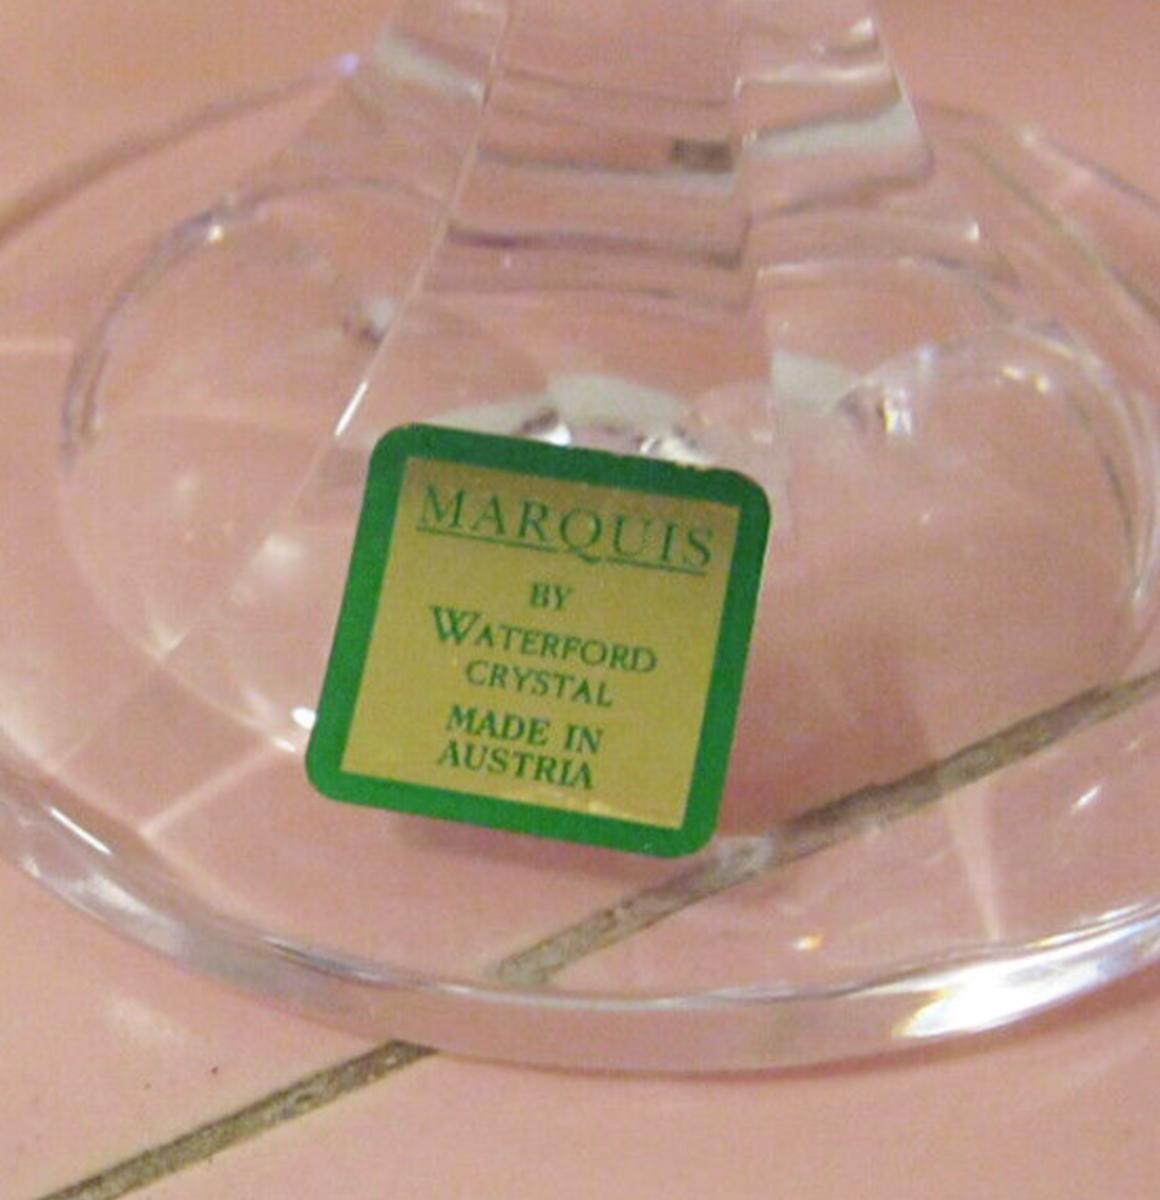 MARQUIS
BY
WATERFORD
CRYSTAL
MADE IN
AUSTRIA